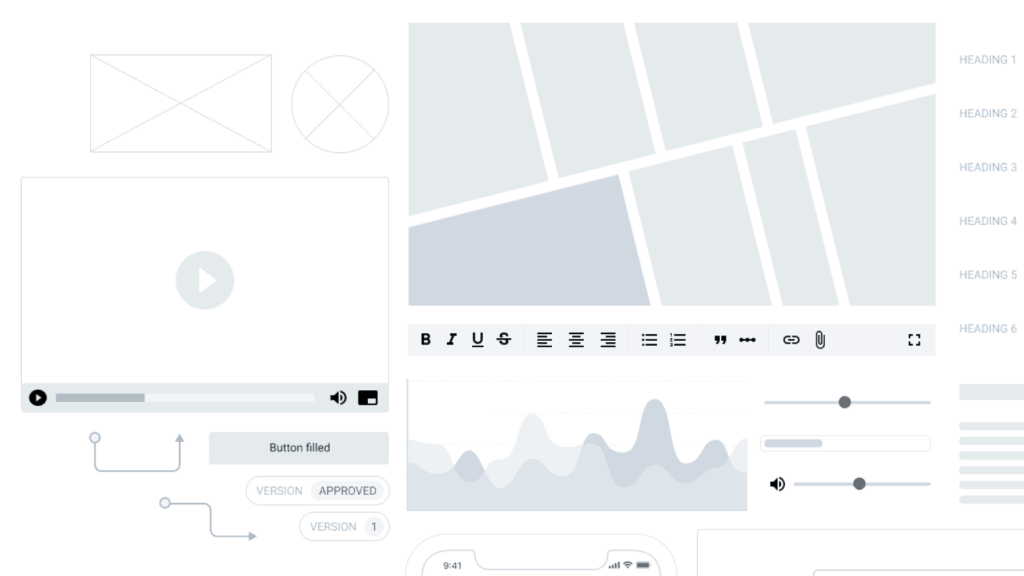 HEADING 1
HEADING 2
HEADING 3
HEADING 4
HEADING 5
HEADING 6
B I U S
Button filled
VERSION APPROVED
VERSION 1
9:41